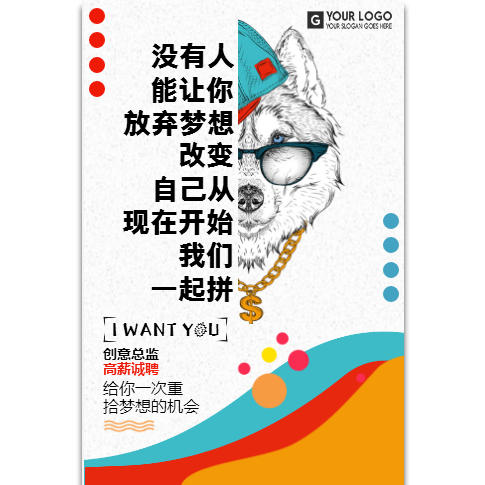 G YOUR LOGO
YOUR SLOGAN GOES HERE
没有人
能让你
放弃梦想
改变
自己从
现在开始
我们
一起拼
$
I WANT YOU
创意总监
高薪诚聘
给你一次重
拾梦想的机会